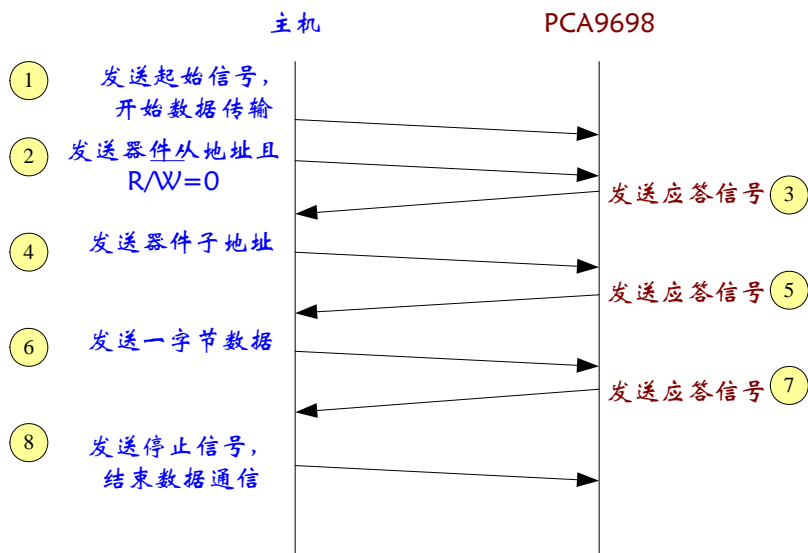 主机
PCA9698
1
发送起始信号，
开始数据传输
2
发送器件从地址且
R/W=0
发送应答信号
3
4
发送器件子地址
发送应答信号
5
6
发送一字节数据
发送应答信号
7
8
发送停止信号，
结束数据通信